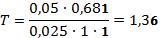 T = 0,05 · 0,681 / 0,025 · 1 · 1 = 1,36